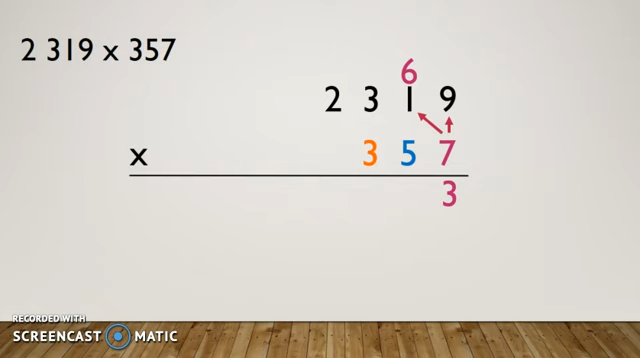 2 319 x 357
6
2 3 1 9
x 3 5 7
3
RECORDED WITH
SCREENCAST MATIC